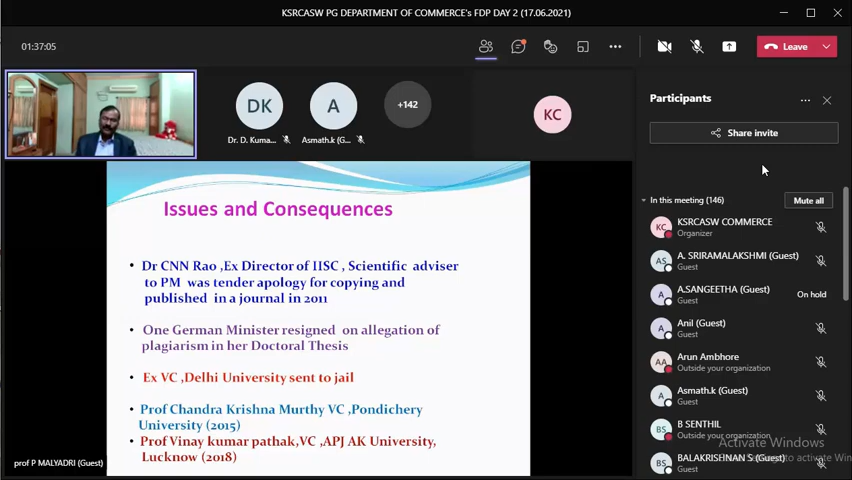 KSRCASW PG DEPARTMENT OF COMMERCE's FDP DAY 2 (17.06.2021)
01:37:05
Leave
DK
A
+142
KC
Dr. D. Kuma...
Asmath.k (G...
Participants
Share invite
In this meeting (146)
Mute all
KC
KSRCASW COMMERCE
Organizer
AS
A. SRIRAMALAKSHMI (Guest)
Guest
A
A.SANGEETHA (Guest)
Guest
On hold
A
Anil (Guest)
Guest
AA
Arun Ambhore
Outside your organization
A
Asmath.k (Guest)
Guest
BS
B SENTHIL
Outside your organization
BS
BALAKRISHNAN S (Guest)
Guest
Activate Windows
to activate Win
Issues and Consequences
• Dr CNN Rao ,Ex Director of IISC , Scientific adviser
to PM was tender apology for copying and
published in a journal in 2011
• One German Minister resigned on allegation of
plagiarism in her Doctoral Thesis
• Ex VC ,Delhi University sent to jail
• Prof Chandra Krishna Murthy VC ,Pondichery
University (2015)
• Prof Vinay kumar pathak,VC ,APJ AK University,
Lucknow (2018)
prof P MALYADRI (Guest)